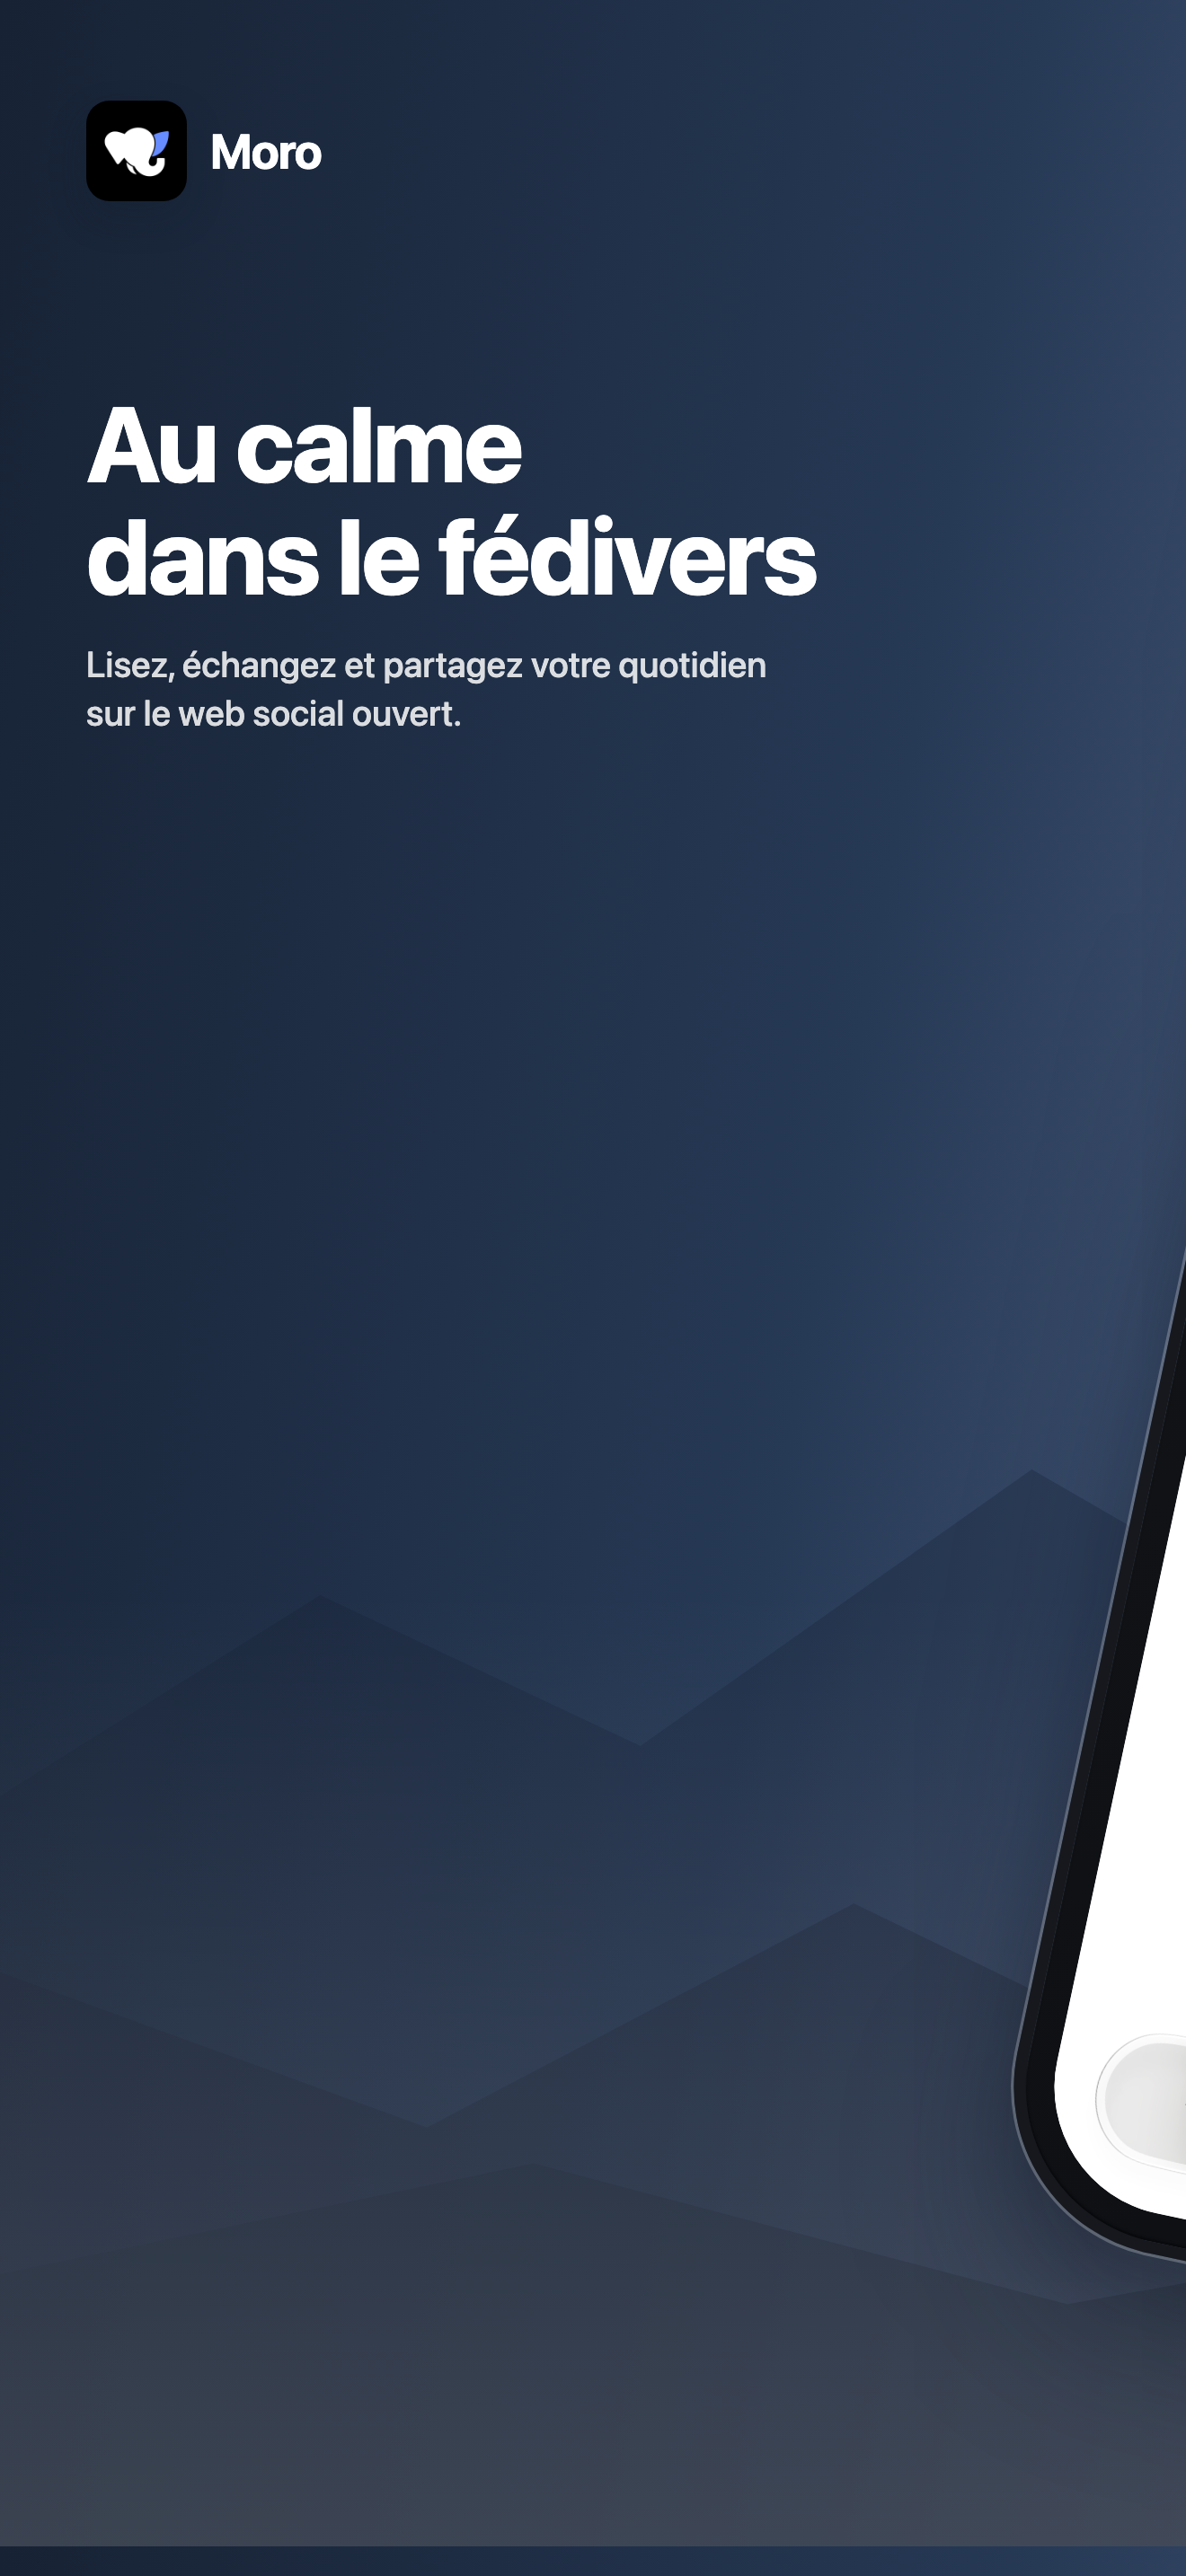 Moro
Au calme
dans le fédivers
Lisez, échangez et partagez votre quotidien
sur le web social ouvert.